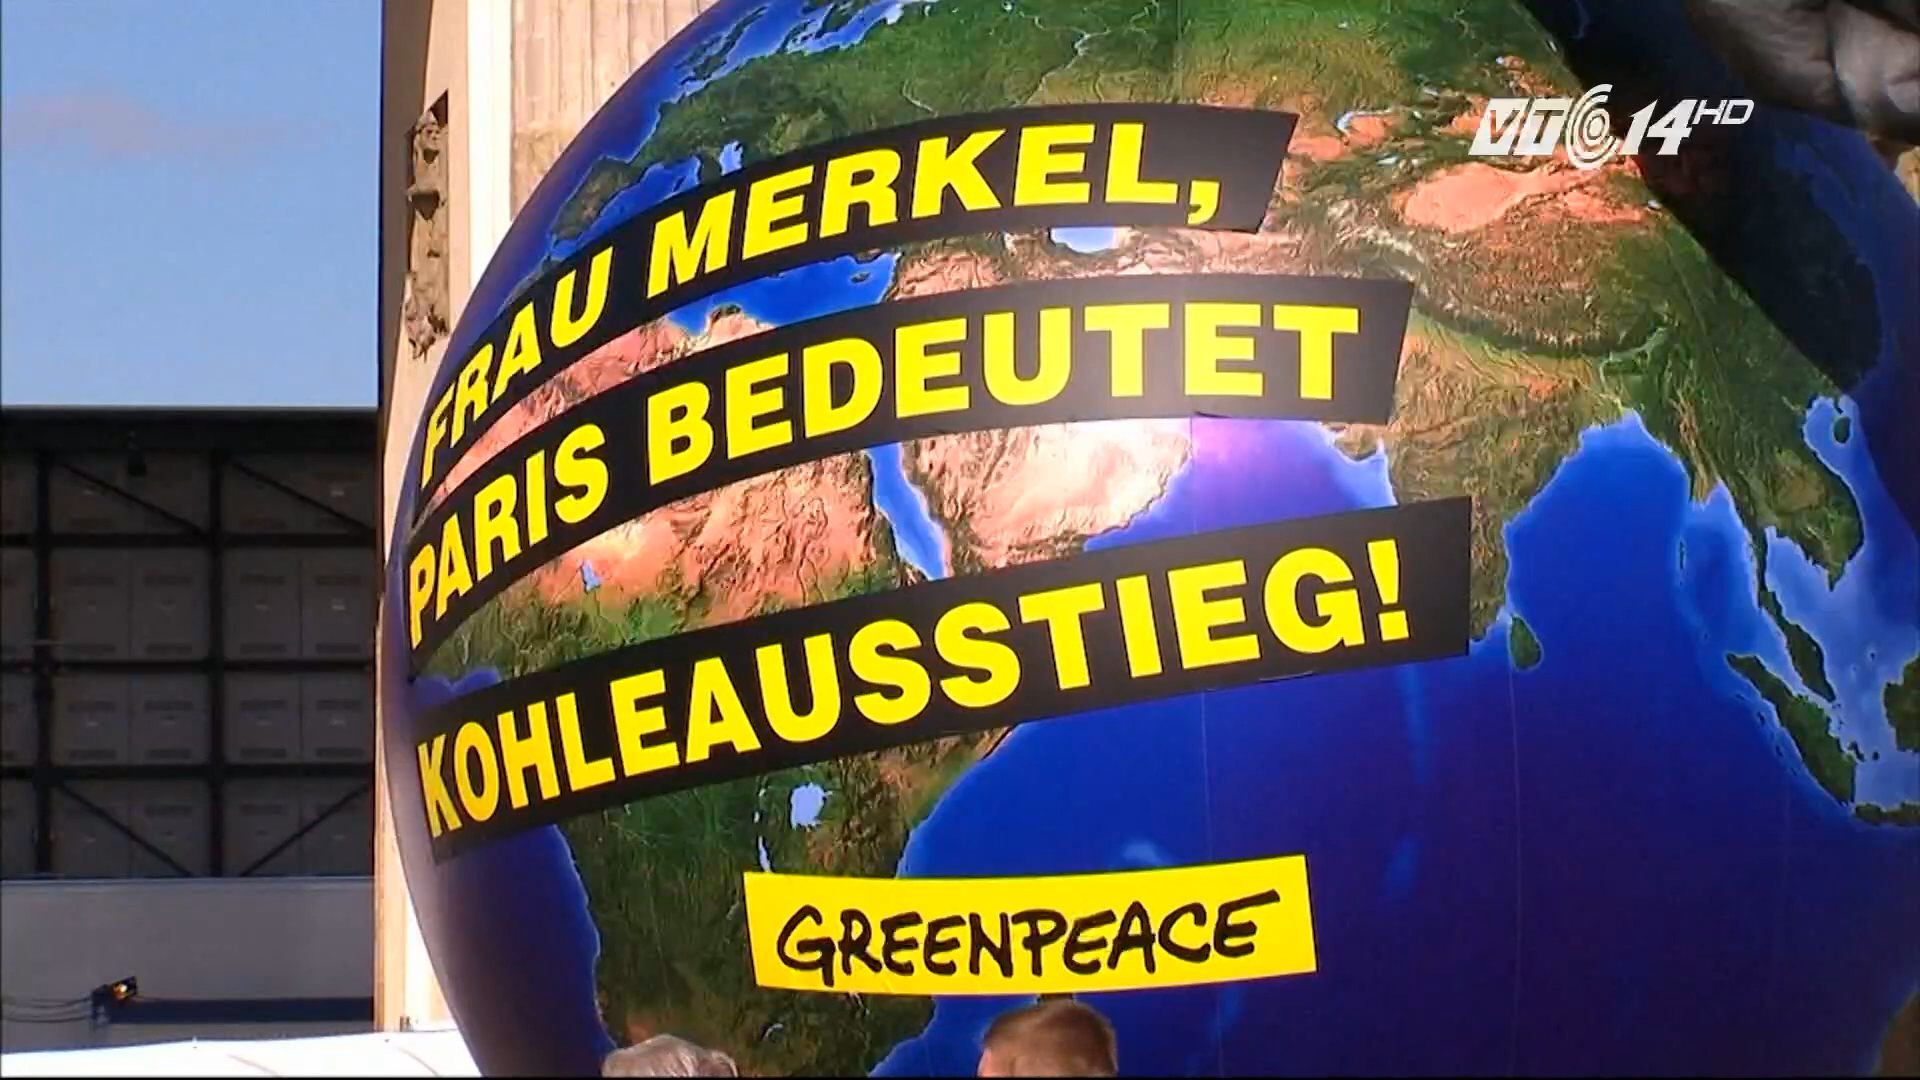 VTC14HD
FRAU MERKEL,
PARIS BEDEUTET
KOHLEAUSSTIEG!
GREENPEACE